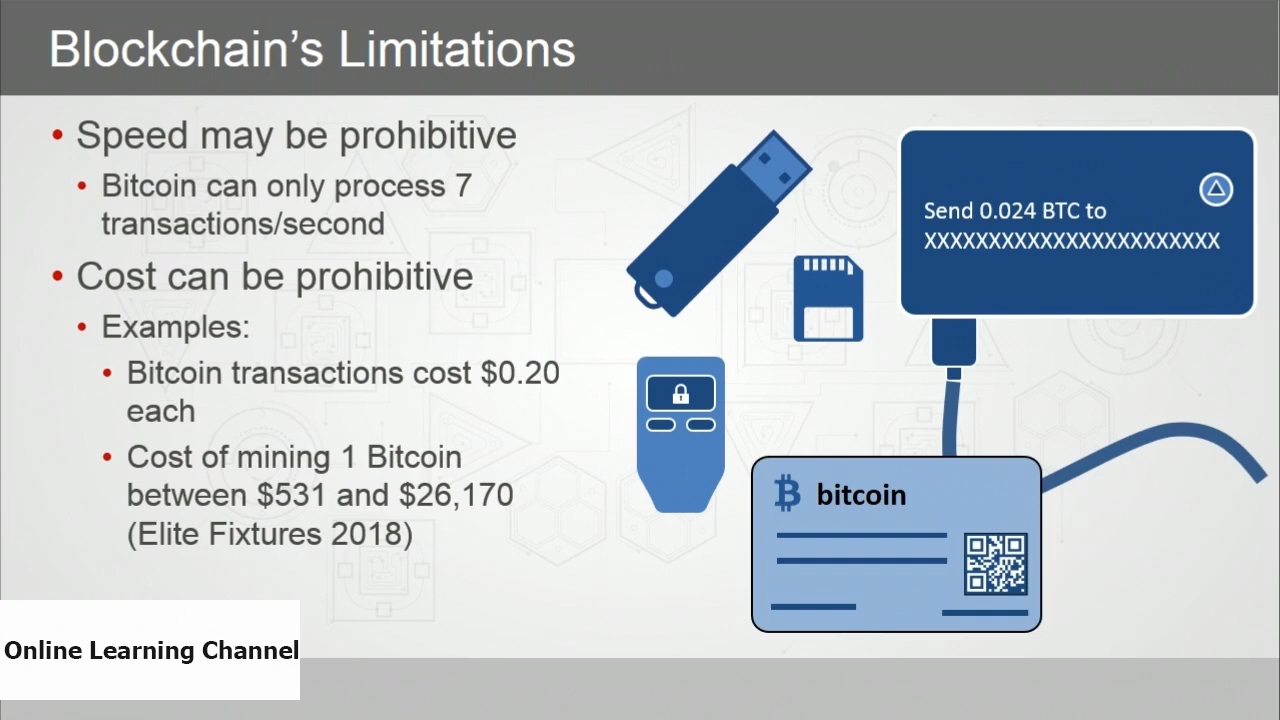 Blockchain’s Limitations
• Speed may be prohibitive
• Bitcoin can only process 7
transactions/second
• Cost can be prohibitive
• Examples:
• Bitcoin transactions cost $0.20
each
• Cost of mining 1 Bitcoin
between $531 and $26,170
(Elite Fixtures 2018)
Send 0.024 BTC to
XXXXXXXXXXXXXXXXXXXXXXX
bitcoin
Online Learning Channel